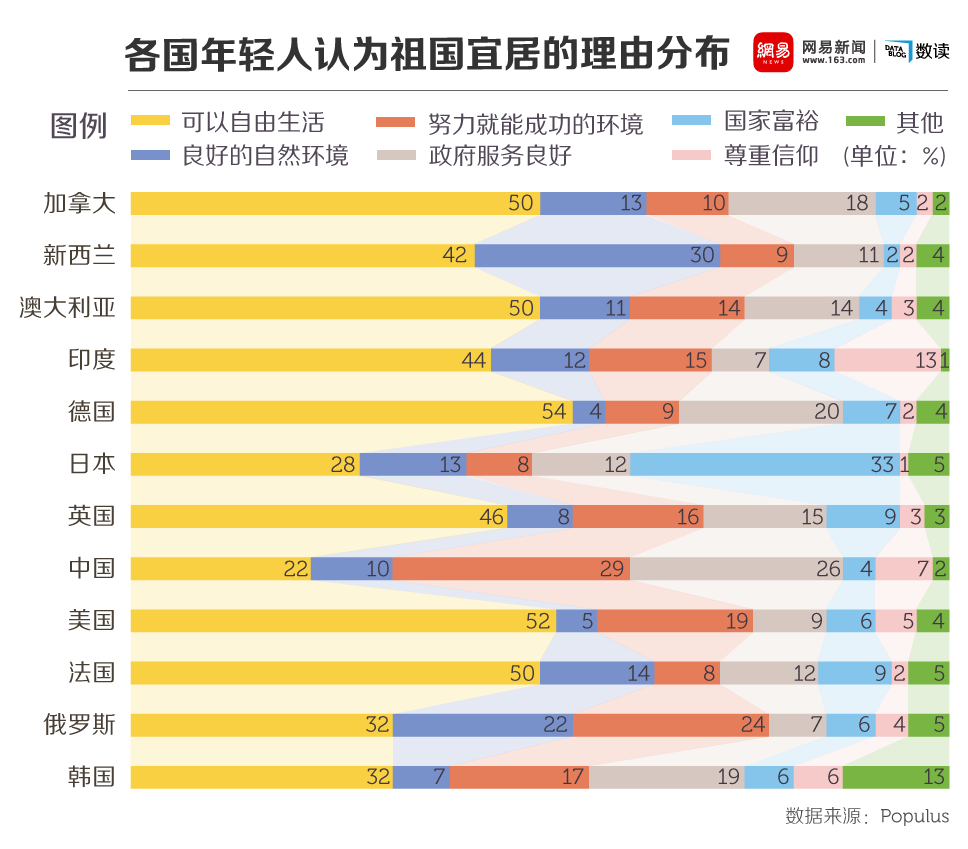 各国年轻人认为祖国宜居的理由分布
網易
NEWS
网易新闻
www.163.com
DATA
BLOG
数读
图例
可以自由生活
努力就能成功的环境
国家富裕
其他
良好的自然环境
政府服务良好
尊重信仰
(单位：%)
加拿大 50 13 10 18 5 2 2
新西兰 42 30 9 11 2 2 4
澳大利亚 50 11 14 14 4 3 4
印度 44 12 15 7 8 13 1
德国 54 4 9 20 7 2 4
日本 28 13 8 12 33 1 5
英国 46 8 16 15 9 3 3
中国 22 10 29 26 4 7 2
美国 52 5 19 9 6 5 4
法国 50 14 8 12 9 2 5
俄罗斯 32 22 24 7 6 4 5
韩国 32 7 17 19 6 6 13
数据来源：Populus